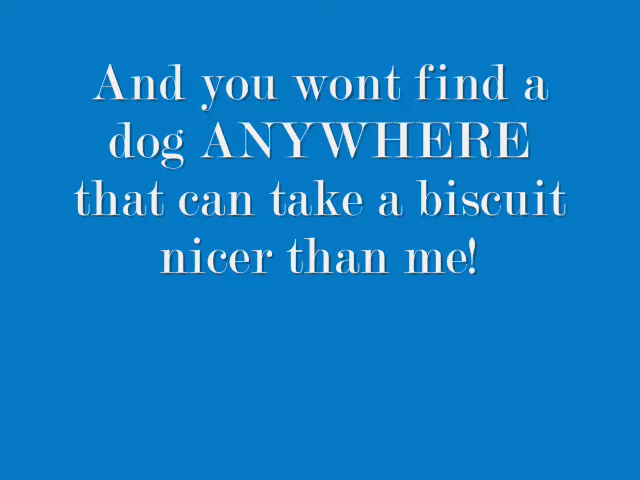 And you wont find a
dog ANYWHERE
that can take a biscuit
nicer than me!